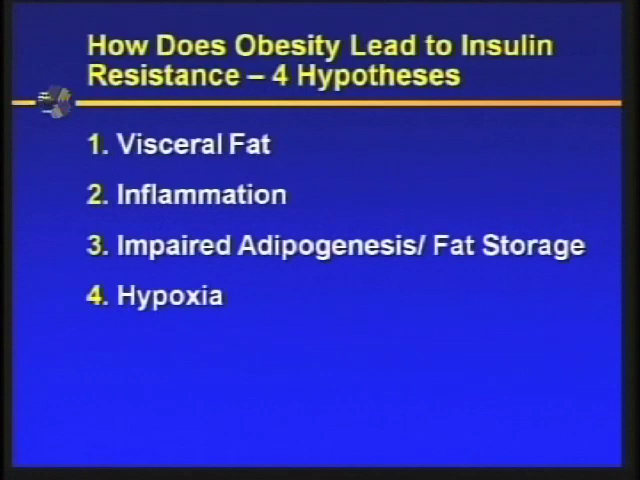 How Does Obesity Lead to Insulin
Resistance – 4 Hypotheses
1. Visceral Fat
2. Inflammation
3. Impaired Adipogenesis/ Fat Storage
4. Hypoxia